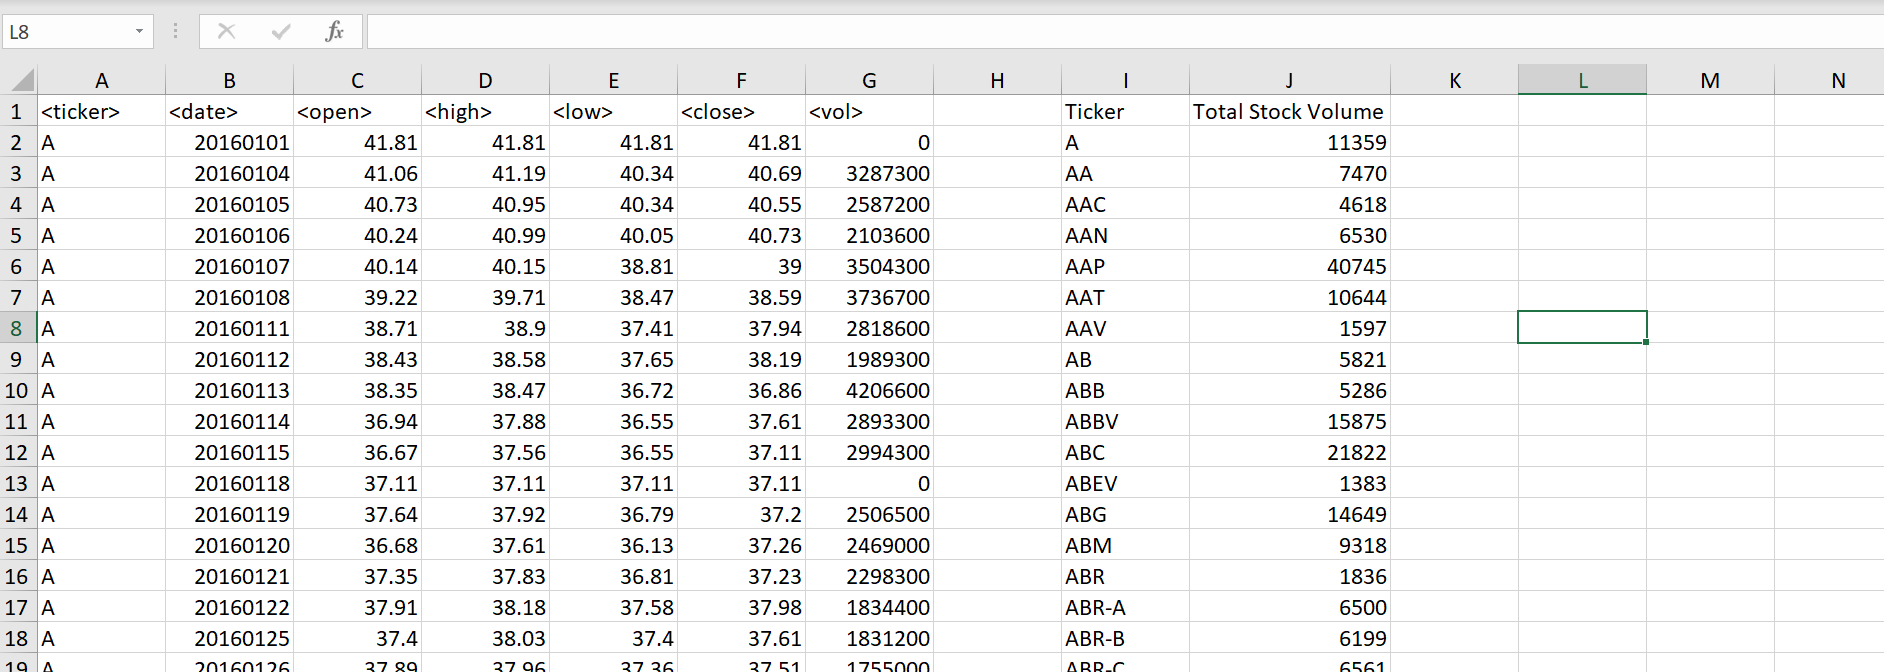 L8 fx
A B C D E F G H I J K L M N
1 <ticker> <date> <open> <high> <low> <close> <vol> Ticker Total Stock Volume
2 A 20160101 41.81 41.81 41.81 41.81 0 A 11359
3 A 20160104 41.06 41.19 40.34 40.69 3287300 AA 7470
4 A 20160105 40.73 40.95 40.34 40.55 2587200 AAC 4618
5 A 20160106 40.24 40.99 40.05 40.73 2103600 AAN 6530
6 A 20160107 40.14 40.15 38.81 39 3504300 AAP 40745
7 A 20160108 39.22 39.71 38.47 38.59 3736700 AAT 10644
8 A 20160111 38.71 38.9 37.41 37.94 2818600 AAV 1597
9 A 20160112 38.43 38.58 37.65 38.19 1989300 AB 5821
10 A 20160113 38.35 38.47 36.72 36.86 4206600 ABB 5286
11 A 20160114 36.94 37.88 36.55 37.61 2893300 ABBV 15875
12 A 20160115 36.67 37.56 36.55 37.11 2994300 ABC 21822
13 A 20160118 37.11 37.11 37.11 37.11 0 ABEV 1383
14 A 20160119 37.64 37.92 36.79 37.2 2506500 ABG 14649
15 A 20160120 36.68 37.61 36.13 37.26 2469000 ABM 9318
16 A 20160121 37.35 37.83 36.81 37.23 2298300 ABR 1836
17 A 20160122 37.91 38.18 37.58 37.98 1834400 ABR-A 6500
18 A 20160125 37.4 38.03 37.4 37.61 1831200 ABR-B 6199
19 A 20160126 37.89 37.96 37.36 37.51 1755000 ABR-C 6561